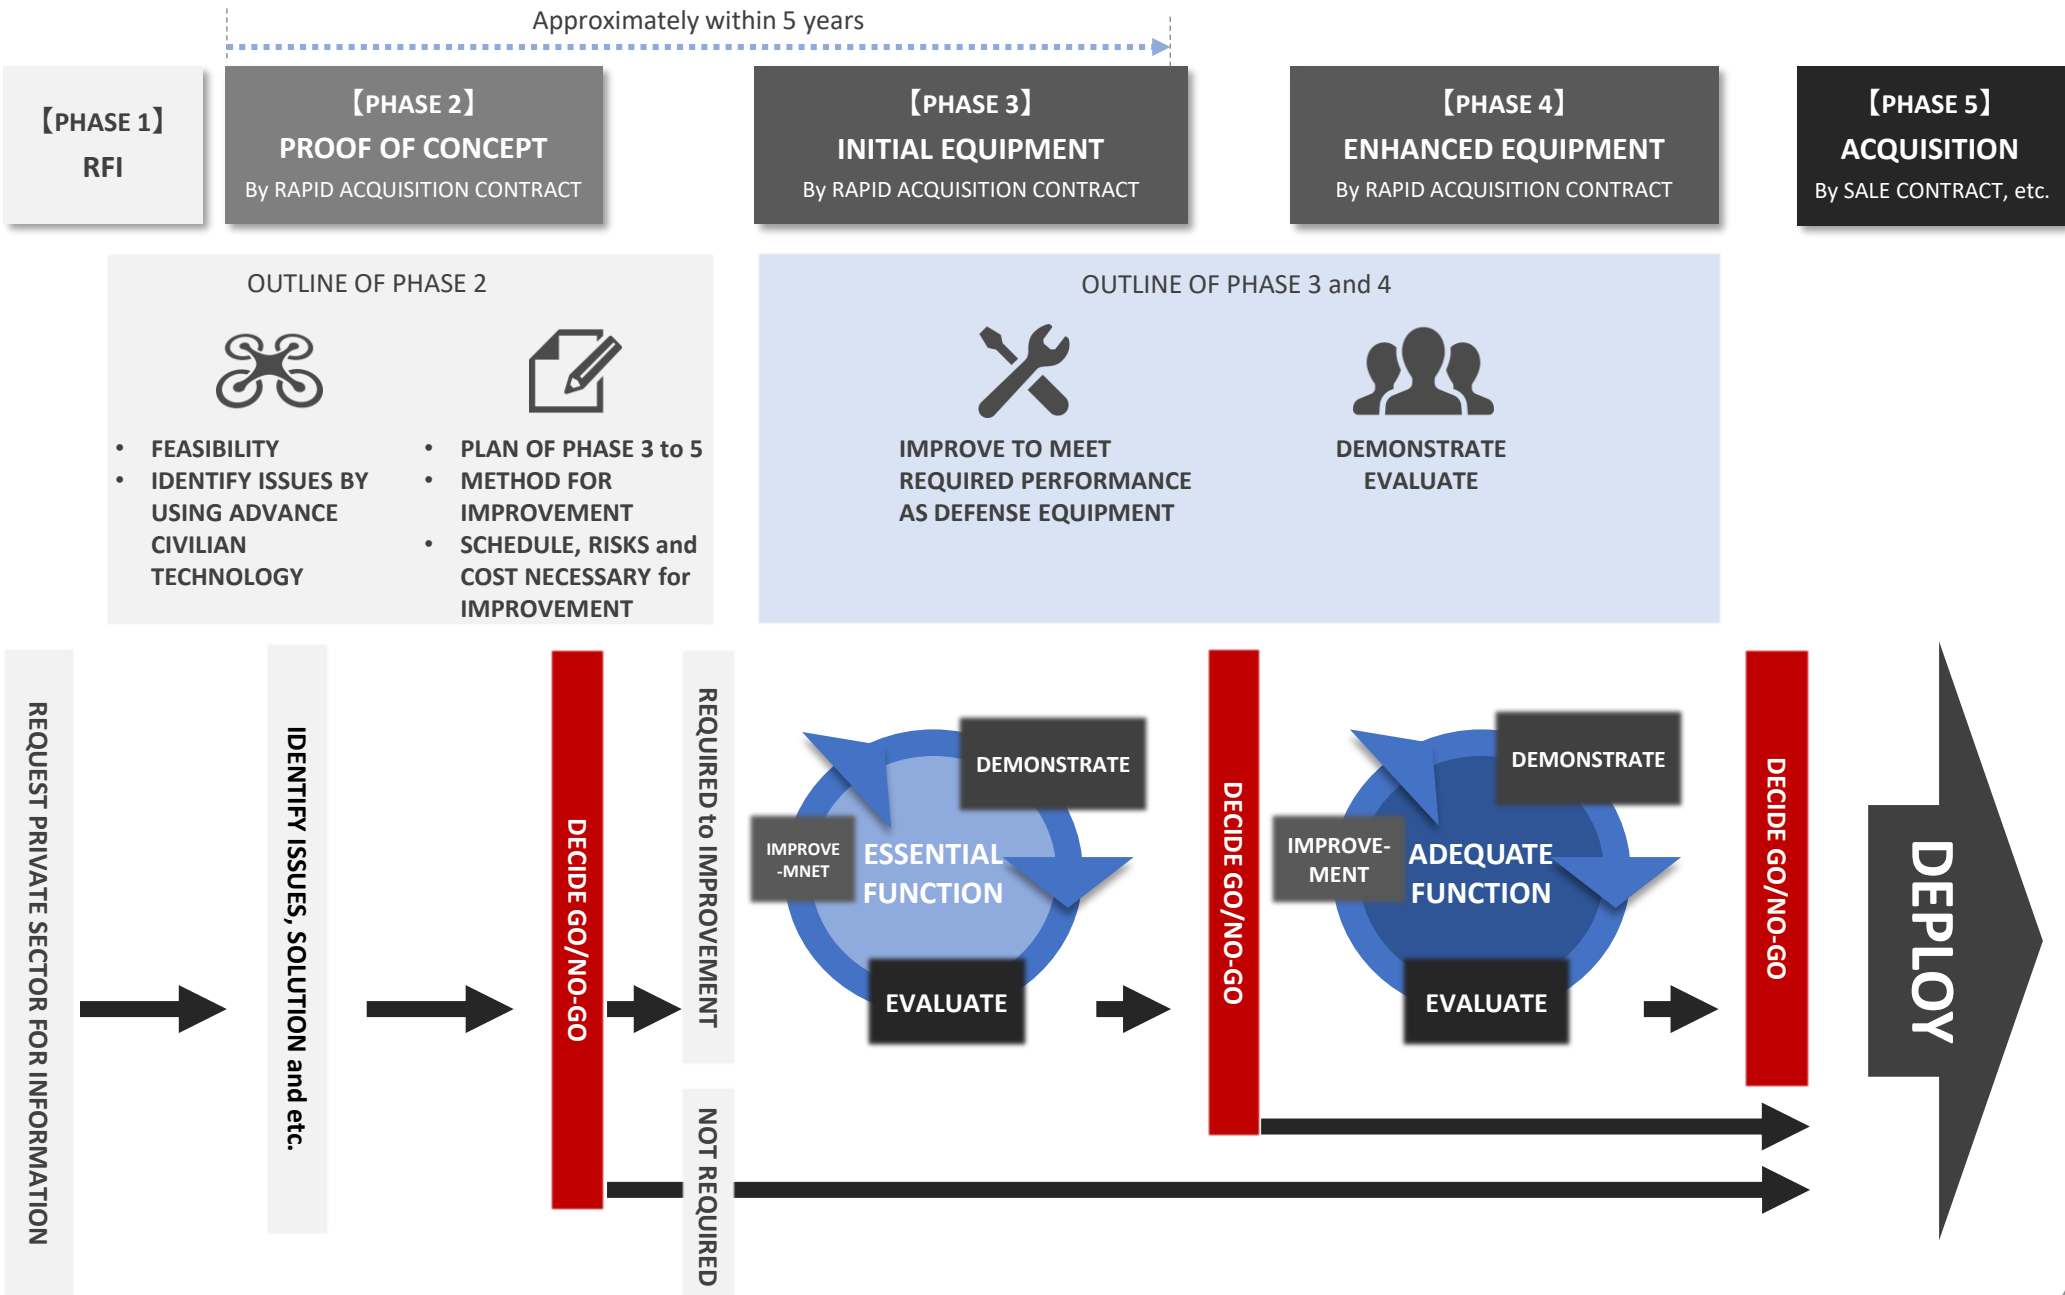 Approximately within 5 years
【PHASE 1】
RFI
【PHASE 2】
PROOF OF CONCEPT
By RAPID ACQUISITION CONTRACT
【PHASE 3】
INITIAL EQUIPMENT
By RAPID ACQUISITION CONTRACT
【PHASE 4】
ENHANCED EQUIPMENT
By RAPID ACQUISITION CONTRACT
【PHASE 5】
ACQUISITION
By SALE CONTRACT, etc.
OUTLINE OF PHASE 2
• FEASIBILITY
• IDENTIFY ISSUES BY
USING ADVANCE
CIVILIAN
TECHNOLOGY
• PLAN OF PHASE 3 to 5
• METHOD FOR
IMPROVEMENT
• SCHEDULE, RISKS and
COST NECESSARY for
IMPROVEMENT
OUTLINE OF PHASE 3 and 4
IMPROVE TO MEET
REQUIRED PERFORMANCE
AS DEFENSE EQUIPMENT
DEMONSTRATE
EVALUATE
REQUEST PRIVATE SECTOR FOR INFORMATION
IDENTIFY ISSUES, SOLUTION and etc.
DECIDE GO/NO-GO
REQUIRED to IMPROVEMENT
NOT REQUIRED
DEMONSTRATE
IMPROVE
-MNET
ESSENTIAL
FUNCTION
EVALUATE
DECIDE GO/NO-GO
DEMONSTRATE
IMPROVE-
MENT
ADEQUATE
FUNCTION
EVALUATE
DECIDE GO/NO-GO
DEPLOY